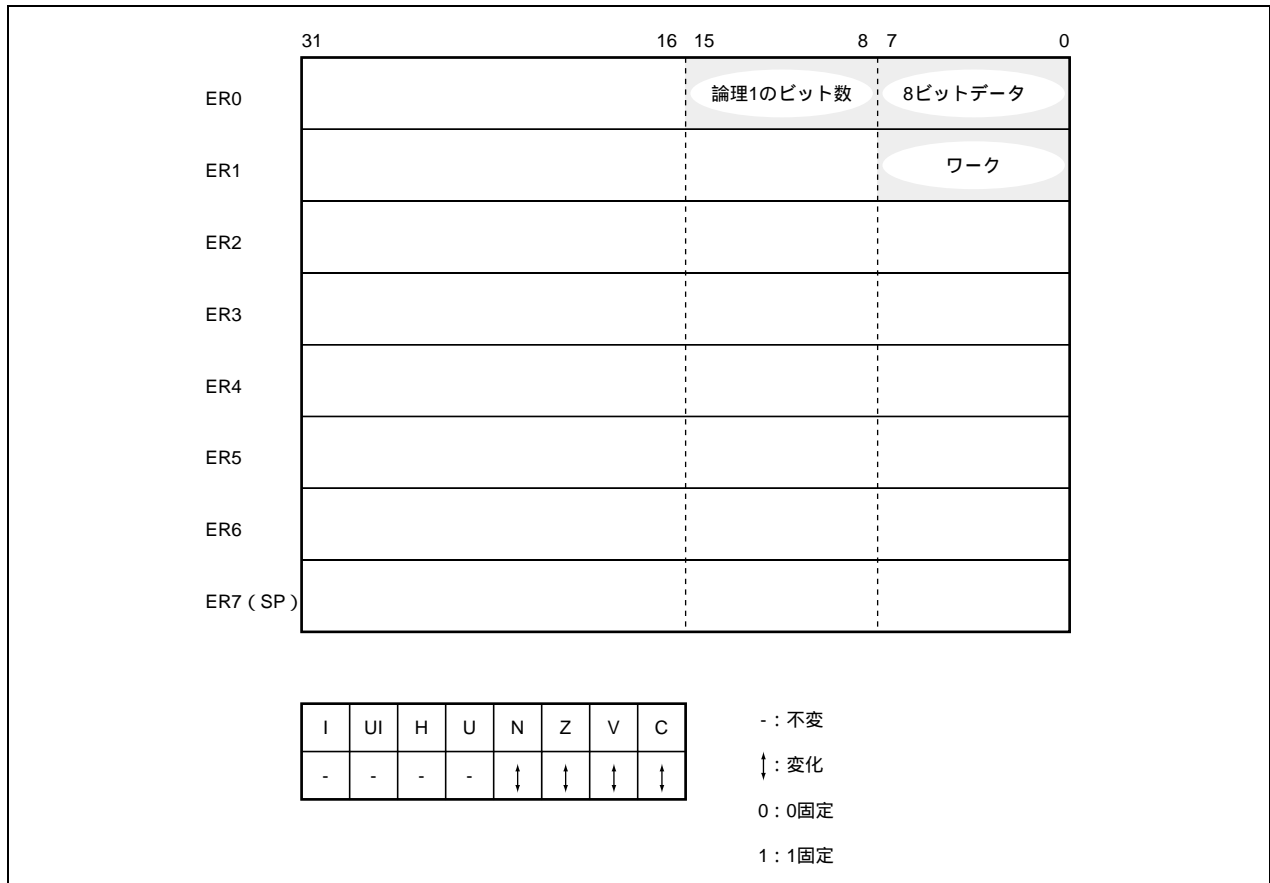 31 16 15 8 7 0
ER0 論理1のビット数 8ビットデータ
ER1 ワーク
ER2
ER3
ER4
ER5
ER6
ER7（SP）
I UI H U N Z V C
- - - - ↕ ↕ ↕ ↕
-：不変
↕：変化
0：0固定
1：1固定